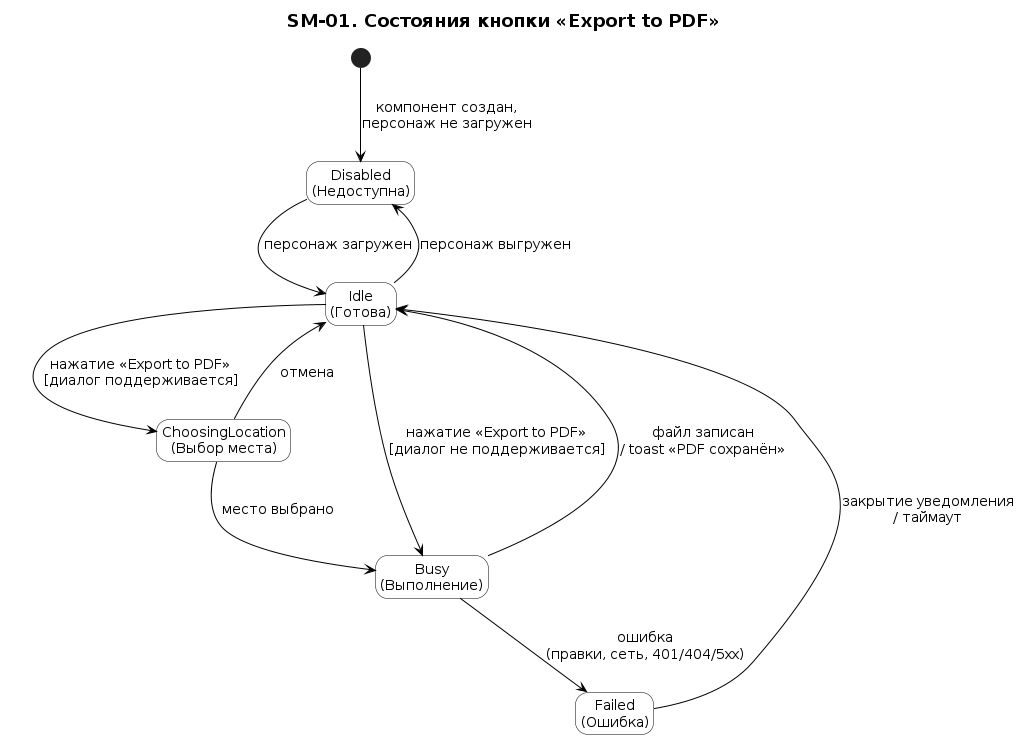 SM-01. Состояния кнопки «Export to PDF»
компонент создан,
персонаж не загружен
Disabled
(Недоступна)
персонаж загружен
персонаж выгружен
Idle
(Готова)
нажатие «Export to PDF»
[диалог поддерживается]
отмена
ChoosingLocation
(Выбор места)
нажатие «Export to PDF»
[диалог не поддерживается]
файл записан
/ toast «PDF сохранён»
место выбрано
закрытие уведомления
/ таймаут
Busy
(Выполнение)
ошибка
(правки, сеть, 401/404/5xx)
Failed
(Ошибка)